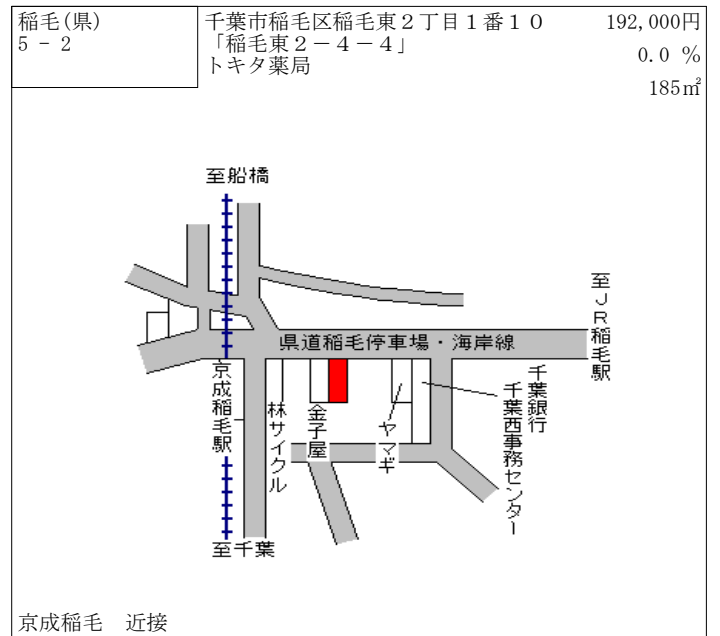 稲毛(県)
5 - 2
千葉市稲毛区稲毛東２丁目１番１０
「稲毛東２－４－４」
トキタ薬局
192,000円
0.0 %
185㎡
至船橋
県道稲毛停車場・海岸線
至ＪＲ稲毛駅
京成稲毛駅
林サイクル
金子屋
ヤマギ
千葉銀行
千葉西事務センター
至千葉
京成稲毛　近接